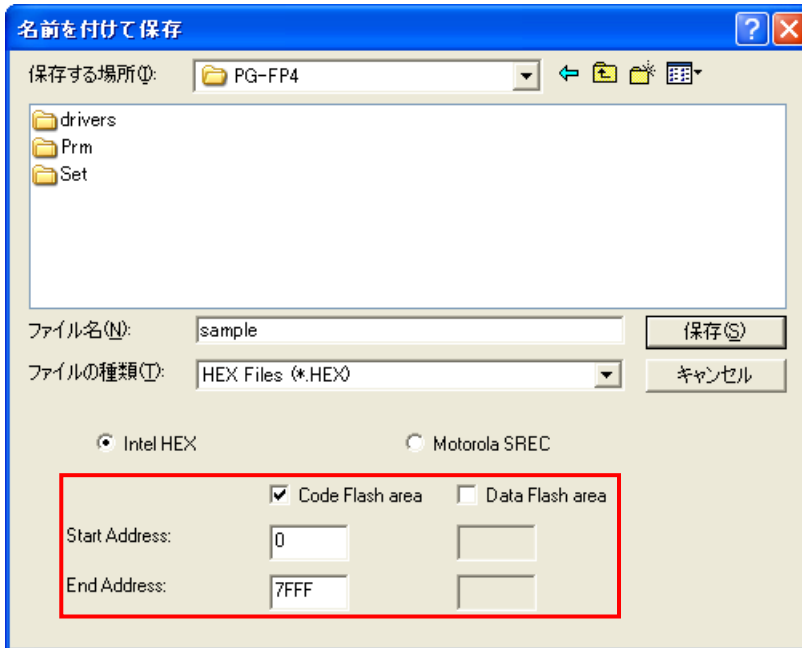 名前を付けて保存
保存する場所(I): PG-FP4
drivers
Prm
Set
ファイル名(N): sample 保存(S)
ファイルの種類(T): HEX Files (*.HEX) キャンセル
Intel HEX Motorola SREC
Code Flash area Data Flash area
Start Address: 0
End Address: 7FFF